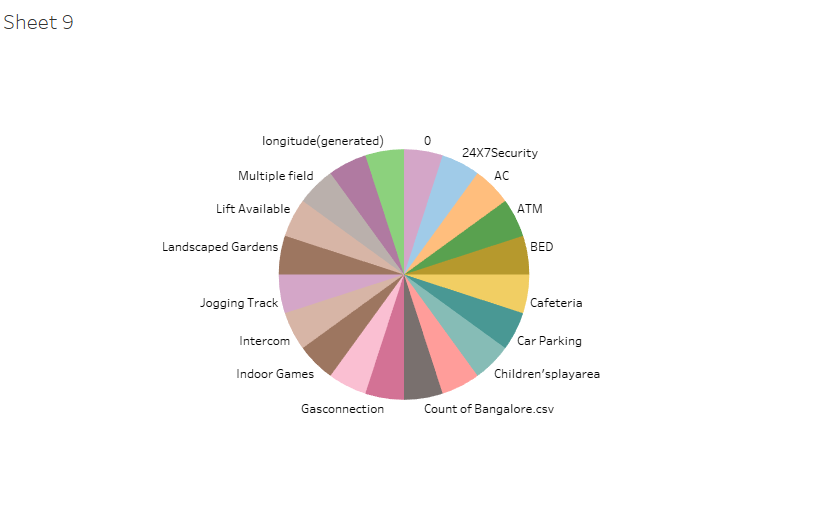 Sheet 9
longitude(generated)
0
24X7Security
Multiple field
AC
Lift Available
ATM
Landscaped Gardens
BED
Jogging Track
Cafeteria
Intercom
Car Parking
Indoor Games
Children'splayarea
Gasconnection
Count of Bangalore.csv